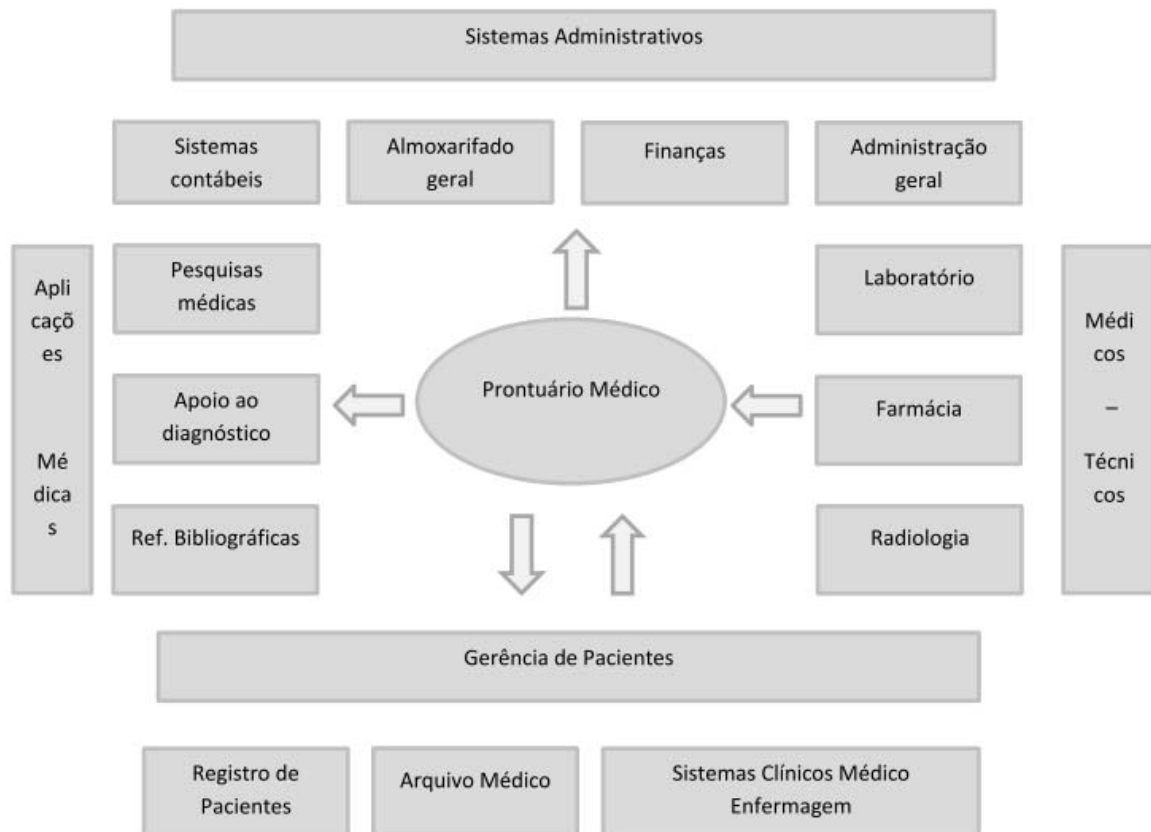 Sistemas Administrativos
Sistemas
contábeis
Almoxarifado
geral
Finanças
Administração
geral
Apli
caçõ
es
Mé
dica
s
Pesquisas
médicas
Laboratório
Médi
cos
–
Técni
cos
Prontuário Médico
Apoio ao
diagnóstico
Farmácia
Ref. Bibliográficas
Radiologia
Gerência de Pacientes
Registro de
Pacientes
Arquivo Médico
Sistemas Clínicos Médico
Enfermagem